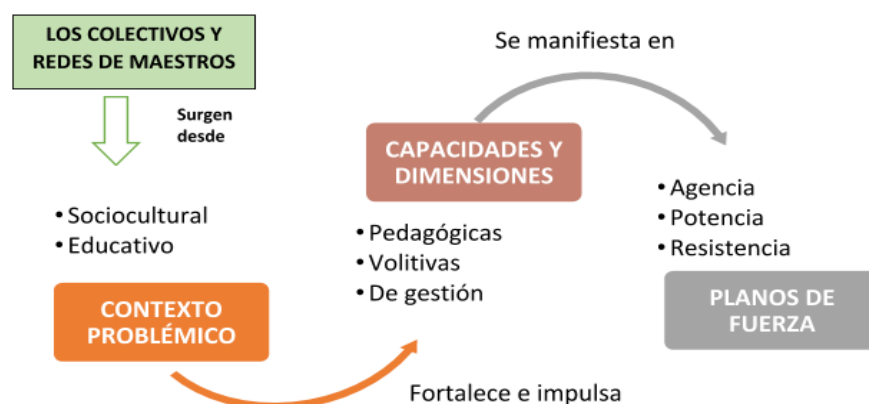 LOS COLECTIVOS Y
REDES DE MAESTROS
Surgen
desde
• Sociocultural
• Educativo
CONTEXTO
PROBLÉMICO
Fortalece e impulsa
CAPACIDADES Y
DIMENSIONES
• Pedagógicas
• Volitivas
• De gestión
Se manifiesta en
• Agencia
• Potencia
• Resistencia
PLANOS DE
FUERZA